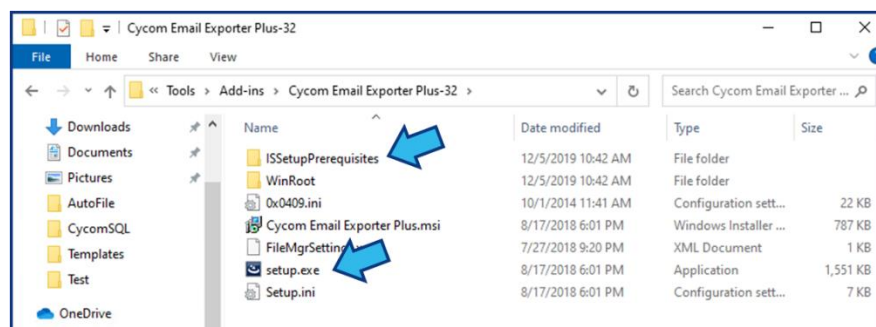 Cycom Email Exporter Plus-32
File Home Share View
« Tools > Add-ins > Cycom Email Exporter Plus-32 >
Search Cycom Email Exporter ...
Name Date modified Type Size
Downloads
Documents
Pictures
AutoFile
CycomSQL
Templates
Test
OneDrive
ISSetupPrerequisites 12/5/2019 10:42 AM File folder
WinRoot 12/5/2019 10:42 AM File folder
0x0409.ini 10/1/2014 11:41 AM Configuration sett... 22 KB
Cycom Email Exporter Plus.msi 8/17/2018 6:01 PM Windows Installer ... 787 KB
7/27/2018 9:20 PM XML Document 1 KB
setup.exe 8/17/2018 6:01 PM Application 1,551 KB
Setup.ini 8/17/2018 6:01 PM Configuration sett... 7 KB